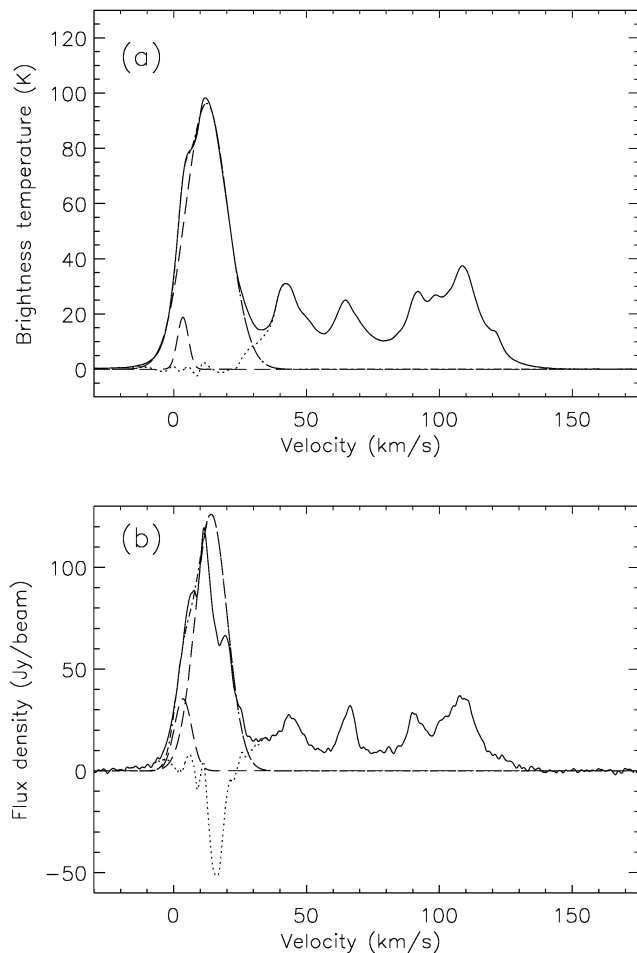 (a)
Brightness temperature (K)
120
100
80
60
40
20
0
0 50 100 150
Velocity (km/s)
(b)
Flux density (Jy/beam)
100
50
0
−50
0 50 100 150
Velocity (km/s)